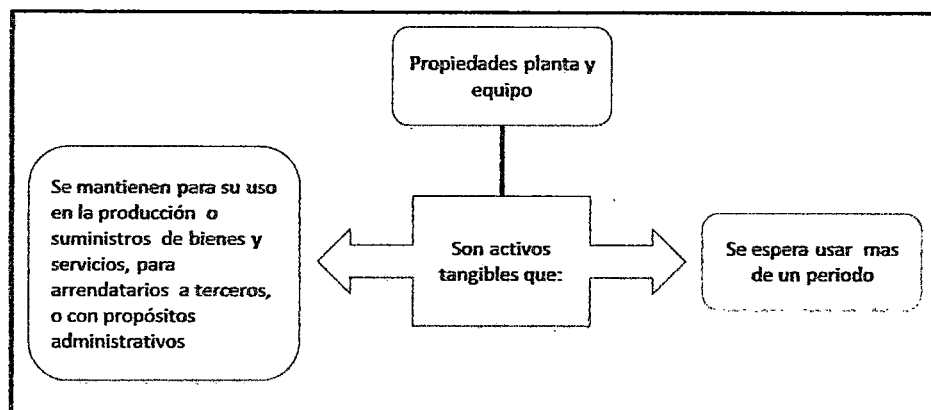 Propiedades planta y
equipo
Se mantienen para su uso
en la producción o
suministros de bienes y
servicios, para
arrendatarios a terceros,
o con propósitos
administrativos
Son activos
tangibles que:
Se espera usar mas
de un periodo